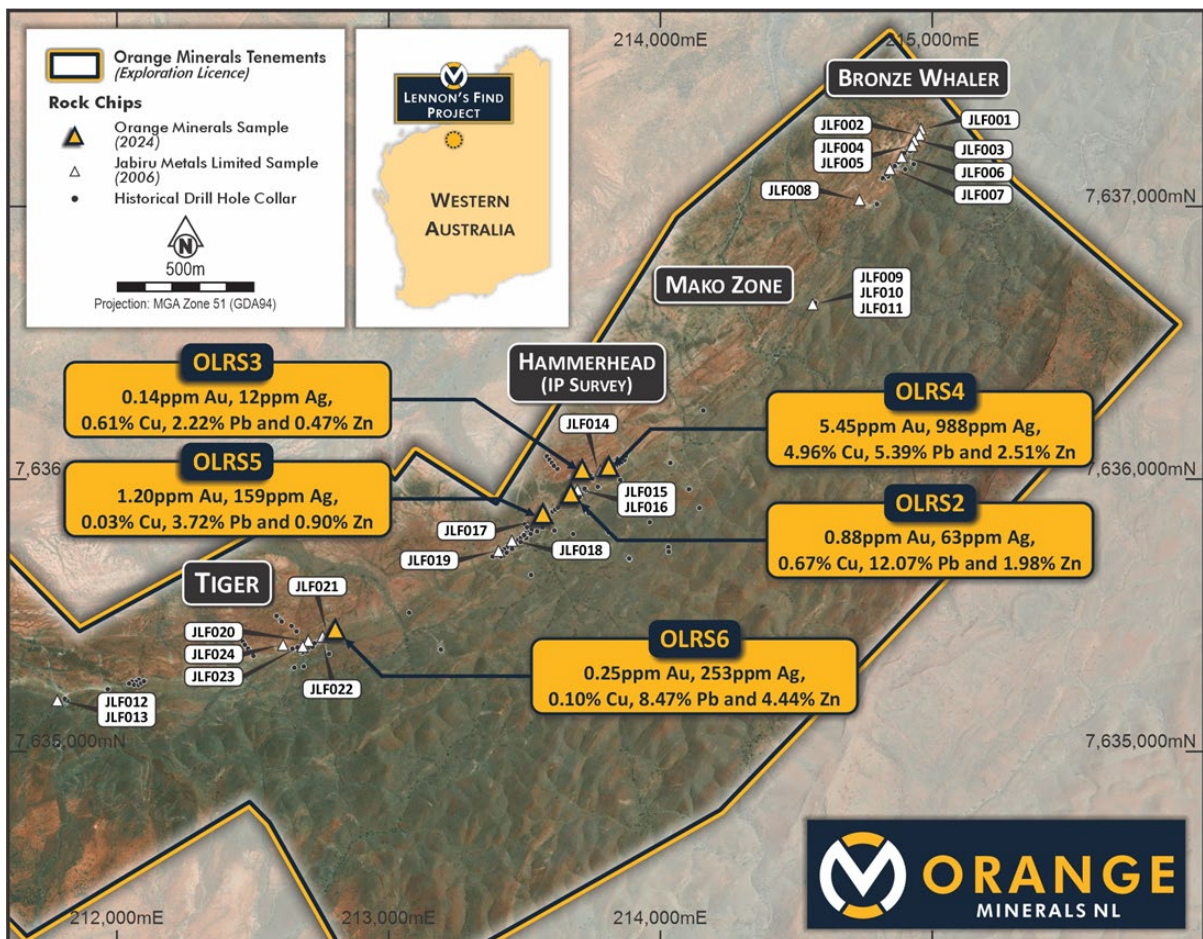 Orange Minerals Tenements
(Exploration Licence)
Rock Chips
Orange Minerals Sample
(2024)
Jabiru Metals Limited Sample
(2006)
Historical Drill Hole Collar
N
500m
Projection: MGA Zone 51 (GDA94)
LENNON'S FIND
PROJECT
WESTERN
AUSTRALIA
214,000mE
215,000mE
BRONZE WHALER
JLF002
JLF001
JLF004
JLF005
JLF003
JLF006
JLF008
JLF007
7,637,000mN
MAKO ZONE
JLF009
JLF010
JLF011
HAMMERHEAD
(IP SURVEY)
OLRS3
0.14ppm Au, 12ppm Ag,
0.61% Cu, 2.22% Pb and 0.47% Zn
OLRS4
5.45ppm Au, 988ppm Ag,
4.96% Cu, 5.39% Pb and 2.51% Zn
JLF014
7,636
7,636,000mN
OLRS5
1.20ppm Au, 159ppm Ag,
0.03% Cu, 3.72% Pb and 0.90% Zn
JLF015
JLF016
OLRS2
0.88ppm Au, 63ppm Ag,
0.67% Cu, 12.07% Pb and 1.98% Zn
JLF017
JLF018
JLF019
TIGER
JLF021
JLF020
JLF024
JLF023
JLF022
OLRS6
0.25ppm Au, 253ppm Ag,
0.10% Cu, 8.47% Pb and 4.44% Zn
JLF012
JLF013
7,635,000mN
7,635,000mN
212,000mE
213,000mE
214,000mE
ORANGE
MINERALS NL